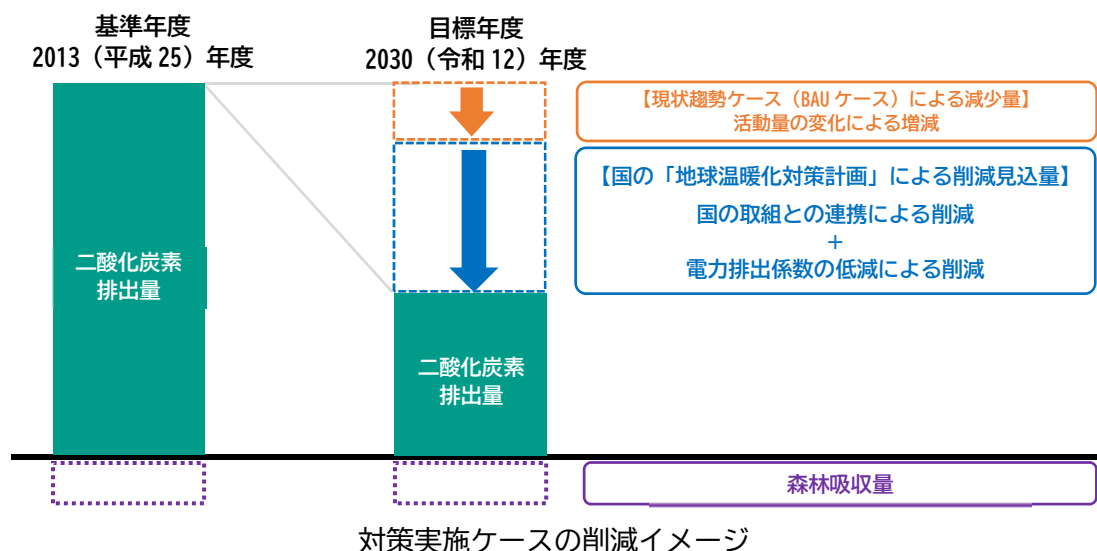 基準年度
2013（平成 25）年度
目標年度
2030（令和 12）年度
【現状趨勢ケース（BAU ケース）による減少量】
活動量の変化による増減
【国の「地球温暖化対策計画」による削減見込量】
国の取組との連携による削減
＋
電力排出係数の低減による削減
二酸化炭素
排出量
二酸化炭素
排出量
森林吸収量
対策実施ケースの削減イメージ